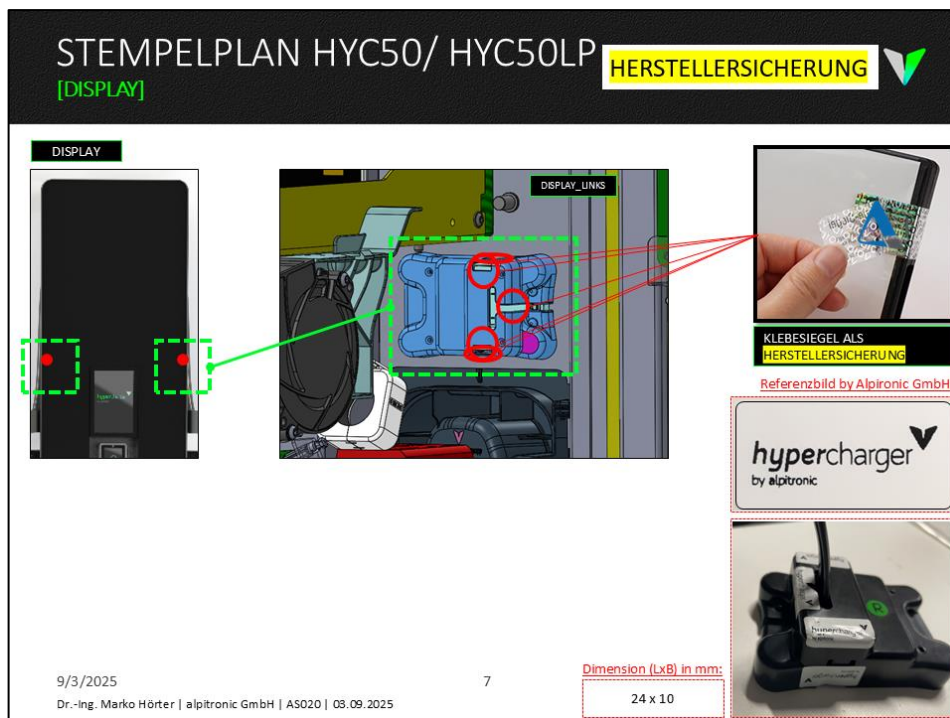 STEMPELPLAN HYC50/ HYC50LP
HERSTELLERSICHERUNG
[DISPLAY]
DISPLAY
DISPLAY_LINKS
KLEBESIEGEL ALS
HERSTELLERSICHERUNG
Referenzbild by Alpironic GmbH
hypercharger
by alpitronic
R
hypercharger
9/3/2025
7
Dimension (LxB) in mm:
24 x 10
Dr.-Ing. Marko Hörter | alpitronic GmbH | AS020 | 03.09.2025